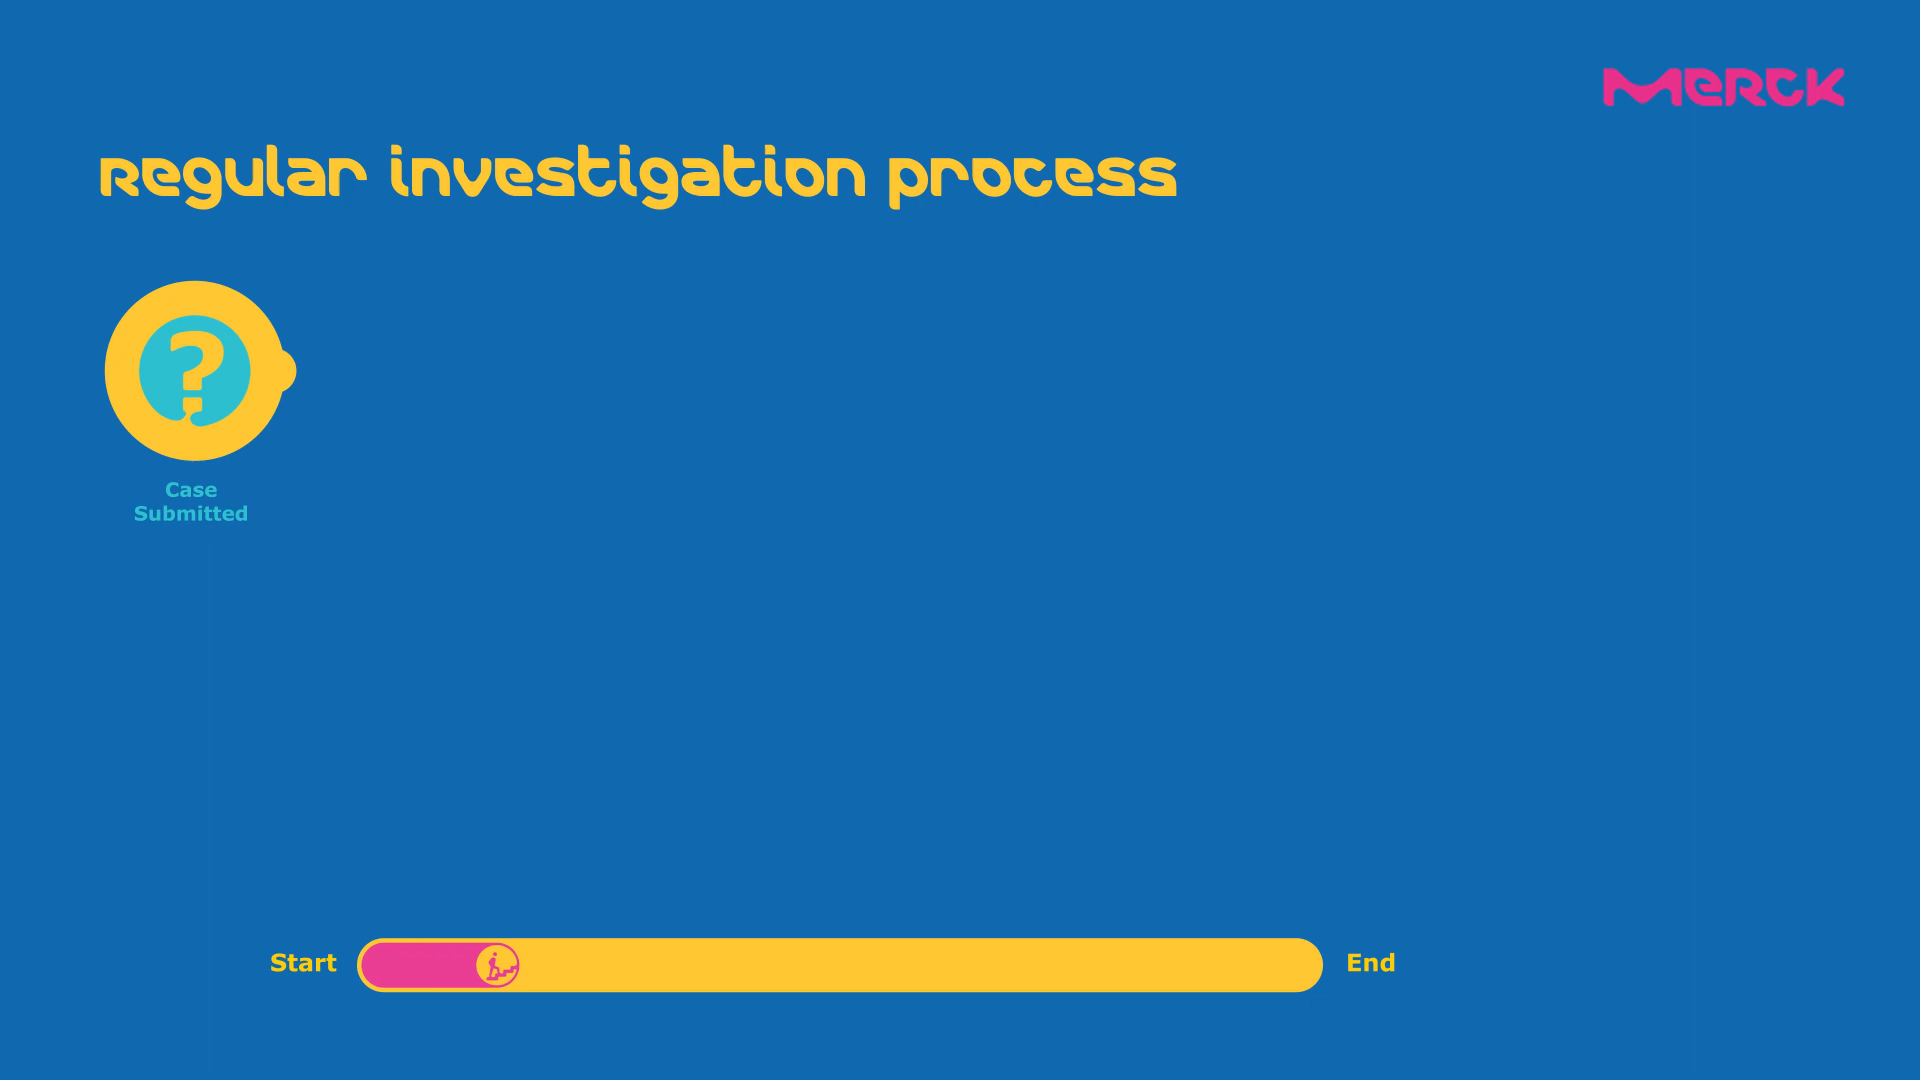 MERCK
Regular investigation process
?
Case
Submitted
Start
End